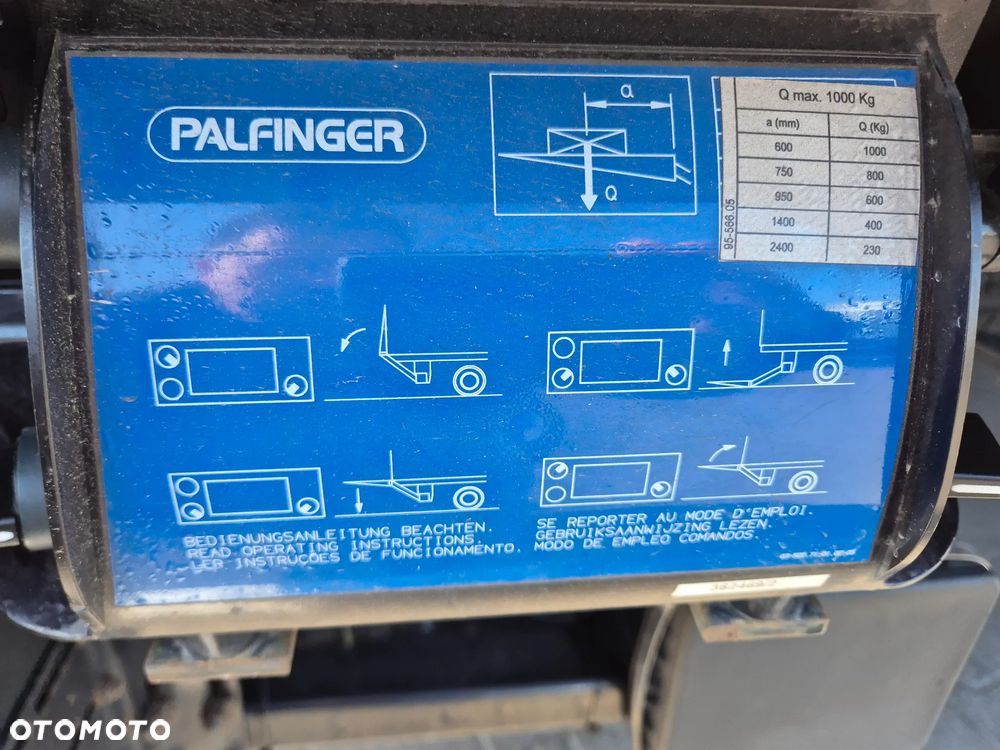 PALFINGER
a
Q
Q max. 1000 Kg
a (mm) Q (Kg)
600 1000
750 800
950 600
1400 400
2400 230
95-566.05
BEDIENUNGSANLEITUNG BEACHTEN.
READ OPERATING INSTRUCTIONS.
LER INSTRUCÕES DE FUNCIONAMENTO.
SE REPORTER AU MODE D'EMPLOI.
GEBRUIKSAANWIJZING LEZEN.
MODO DE EMPLEO COMANDOS.
OTOMOTO